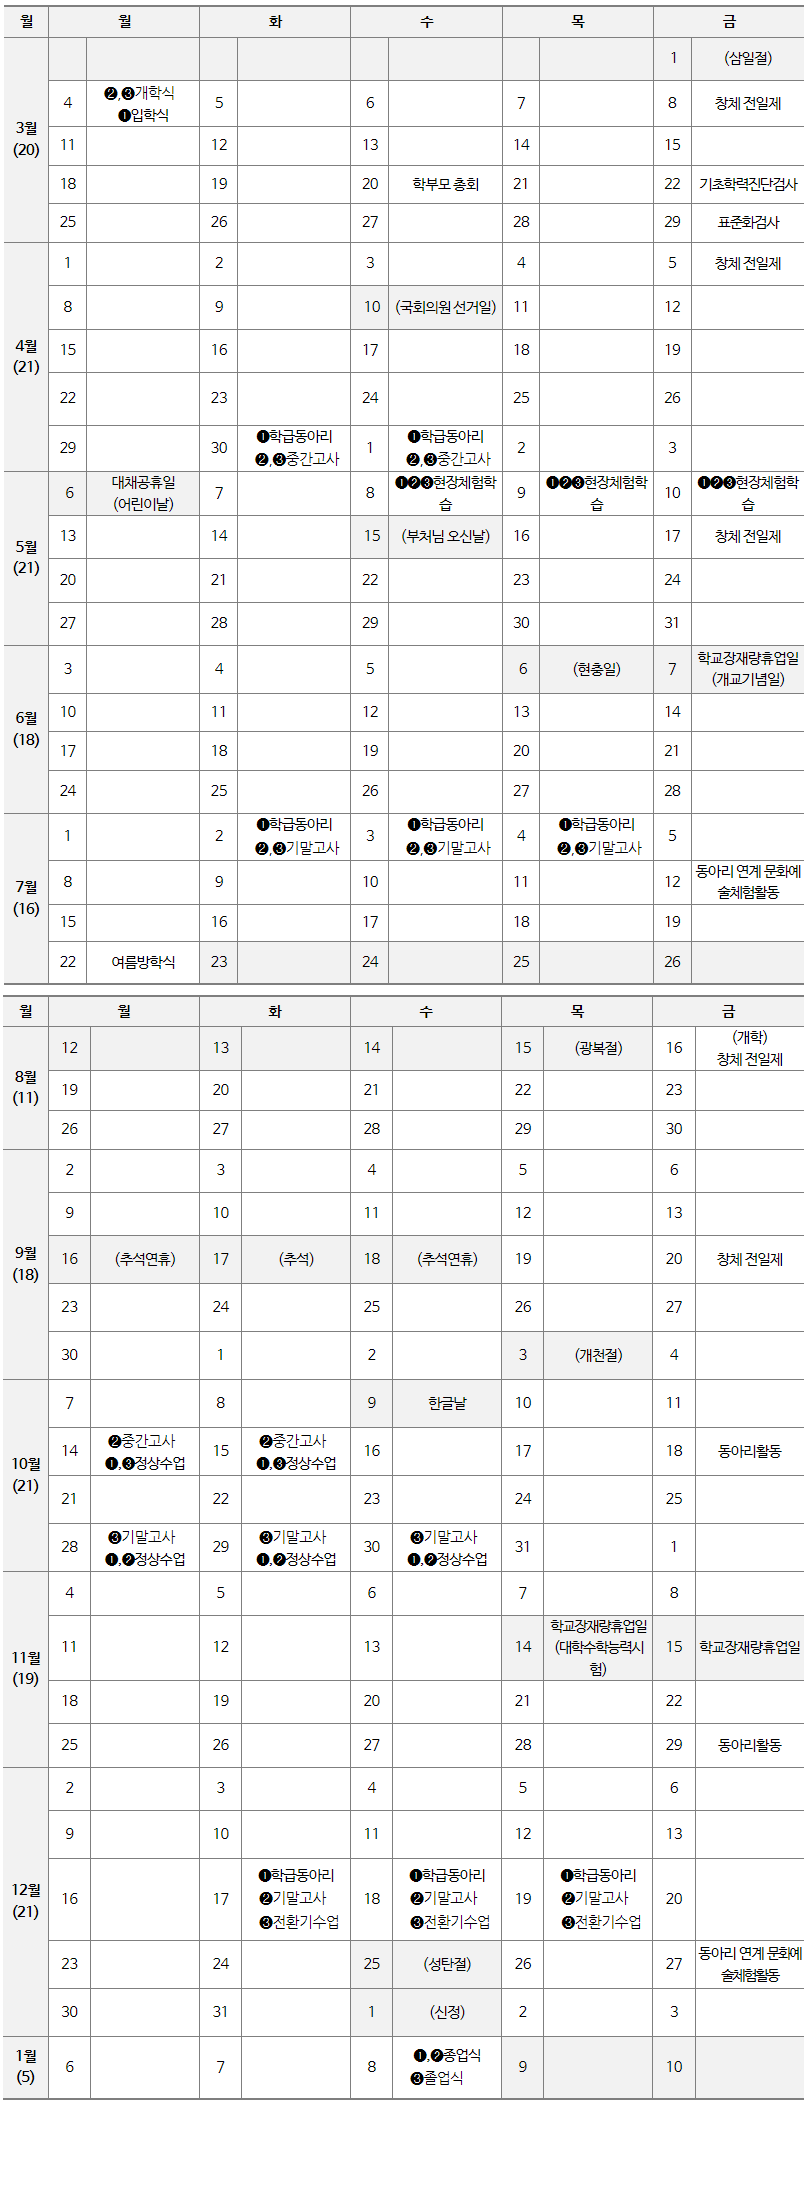 월 월 화 수 목 금
3월
(20)
1 (삼일절)
4 ❷,❸개학식
❶입학식 5 6 7 8 창체 전일제
11 12 13 14 15
18 19 20 학부모 총회 21 22 기초학력진단검사
25 26 27 28 29 표준화검사
4월
(21)
1 2 3 4 5 창체 전일제
8 9 10 (국회의원 선거일) 11 12
15 16 17 18 19
22 23 24 25 26
29 30 ❶학급동아리
❷,❸중간고사 1 ❶학급동아리
❷,❸중간고사 2 3
5월
(21)
6 대채공휴일
(어린이날) 7 8 ❶❷❸현장체험학
습 9 ❶❷❸현장체험학
습 10 ❶❷❸현장체험학
습
13 14 15 (부처님 오신날) 16 17 창체 전일제
20 21 22 23 24
27 28 29 30 31
6월
(18)
3 4 5 6 (현충일) 7 학교장재량휴업일
(개교기념일)
10 11 12 13 14
17 18 19 20 21
24 25 26 27 28
7월
(16)
1 2 ❶학급동아리
❷,❸기말고사 3 ❶학급동아리
❷,❸기말고사 4 ❶학급동아리
❷,❸기말고사 5
8 9 10 11 12 동아리 연계 문화예
술체험활동
15 16 17 18 19
22 여름방학식 23 24 25 26
월 월 화 수 목 금
8월
(11)
12 13 14 15 (광복절) 16 (개학)
창체 전일제
19 20 21 22 23
26 27 28 29 30
9월
(18)
2 3 4 5 6
9 10 11 12 13
16 (추석연휴) 17 (추석) 18 (추석연휴) 19 20 창체 전일제
23 24 25 26 27
30 1 2 3 (개천절) 4
10월
(21)
7 8 9 한글날 10 11
14 ❷중간고사
❶,❸정상수업 15 ❷중간고사
❶,❸정상수업 16 17 18 동아리활동
21 22 23 24 25
28 ❸기말고사
❶,❷정상수업 29 ❸기말고사
❶,❷정상수업 30 ❸기말고사
❶,❷정상수업 31 1
11월
(19)
4 5 6 7 8
11 12 13 14 학교장재량휴업일
(대학수학능력시
험) 15 학교장재량휴업일
18 19 20 21 22
25 26 27 28 29 동아리활동
12월
(21)
2 3 4 5 6
9 10 11 12 13
16 17 ❶학급동아리
❷기말고사
❸전환기수업 18 ❶학급동아리
❷기말고사
❸전환기수업 19 ❶학급동아리
❷기말고사
❸전환기수업 20
23 24 25 (성탄절) 26 27 동아리 연계 문화예
술체험활동
30 31 1 (신정) 2 3
1월
(5)
6 7 8 ❶,❷종업식
❸졸업식 9 10